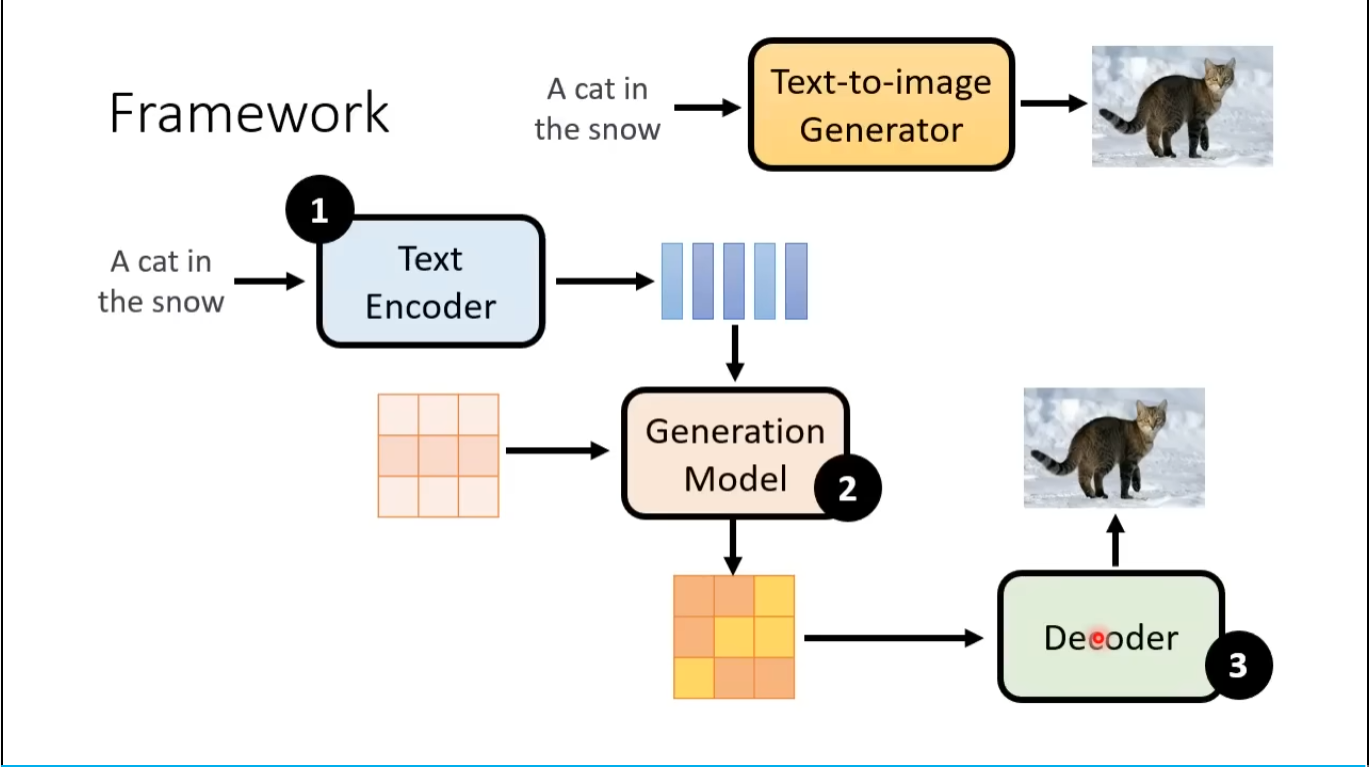 Framework
A cat in
the snow
Text-to-image
Generator
1
A cat in
the snow
Text
Encoder
Generation
Model
2
Decoder
3